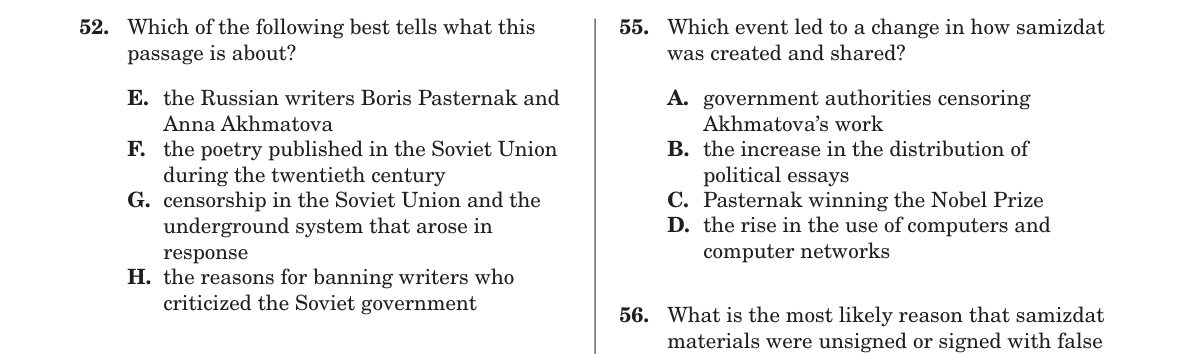 52. Which of the following best tells what this
passage is about?
E. the Russian writers Boris Pasternak and
Anna Akhmatova
F. the poetry published in the Soviet Union
during the twentieth century
G. censorship in the Soviet Union and the
underground system that arose in
response
H. the reasons for banning writers who
criticized the Soviet government
55. Which event led to a change in how samizdat
was created and shared?
A. government authorities censoring
Akhmatova’s work
B. the increase in the distribution of
political essays
C. Pasternak winning the Nobel Prize
D. the rise in the use of computers and
computer networks
56. What is the most likely reason that samizdat
materials were unsigned or signed with false